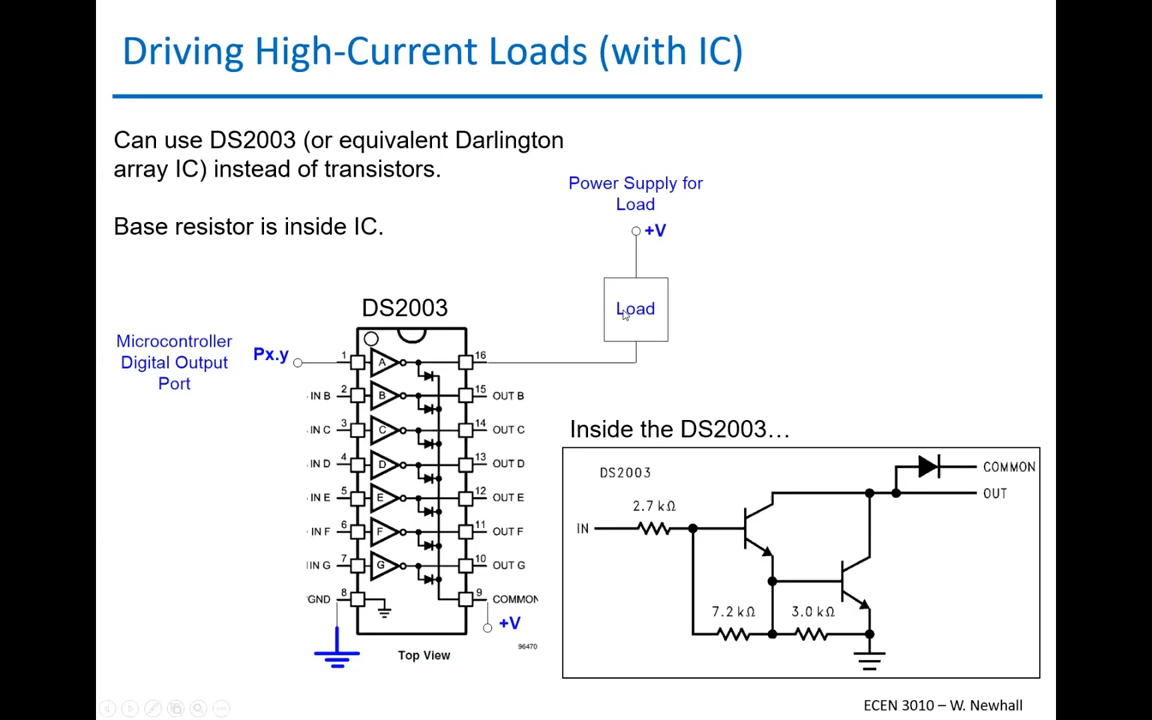 Driving High-Current Loads (with IC)
Can use DS2003 (or equivalent Darlington
array IC) instead of transistors.
Base resistor is inside IC.
Power Supply for
Load
+V
Load
DS2003
Microcontroller
Digital Output
Port
Px.y
1
A
16
IN B
2
B
15
OUT B
IN C
3
C
14
OUT C
IN D
4
D
13
OUT D
IN E
5
E
12
OUT E
IN F
6
F
11
OUT F
IN G
7
G
10
OUT G
GND
8
9
COMMON
+V
96470
Top View
Inside the DS2003…
DS2003
COMMON
OUT
2.7 kΩ
IN
7.2 kΩ
3.0 kΩ
ECEN 3010 – W. Newhall